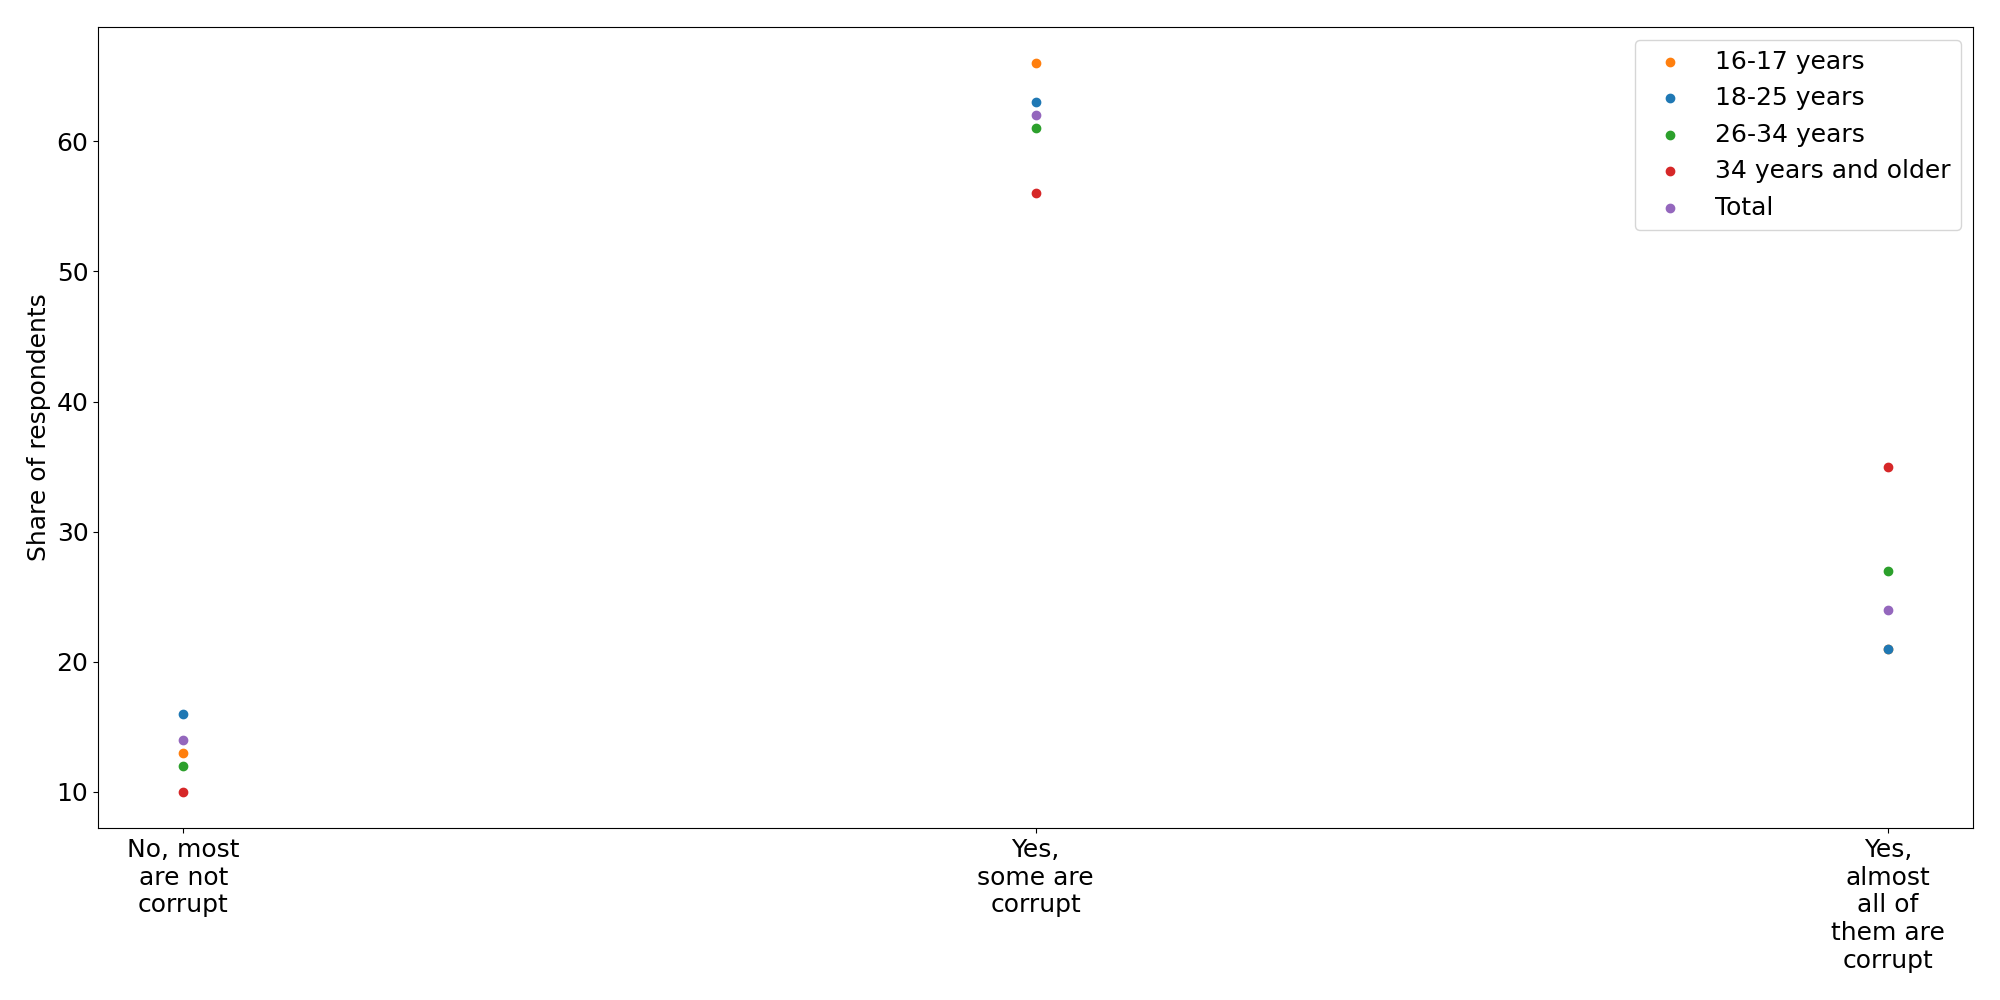 16-17 years
18-25 years
26-34 years
34 years and older
Total
Share of respondents
60
50
40
30
20
10
No, most
are not
corrupt
Yes,
some are
corrupt
Yes,
almost
all of
them are
corrupt